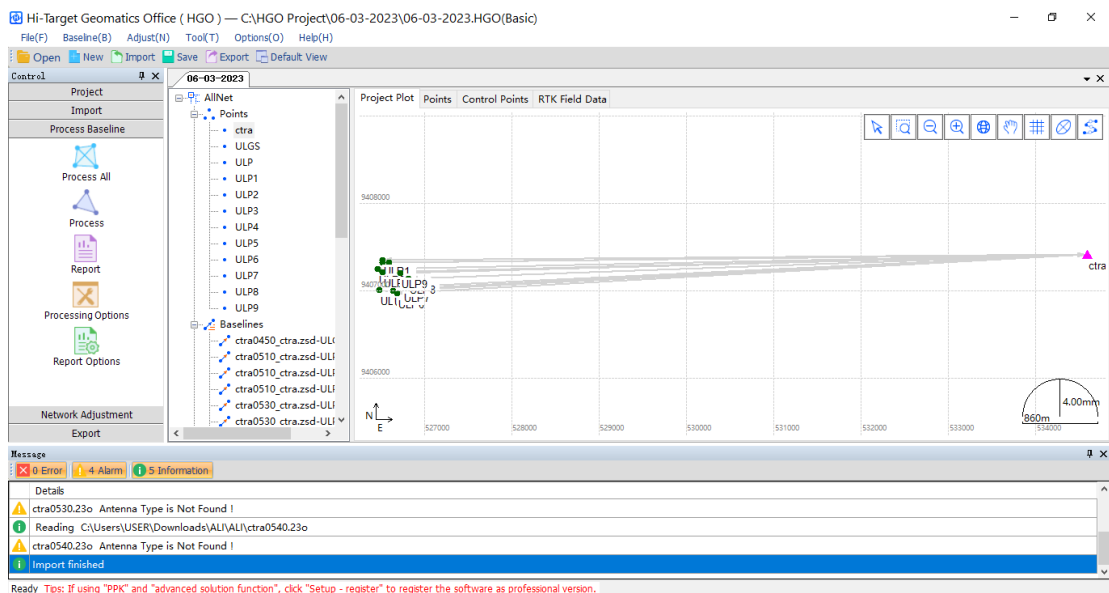 Hi-Target Geomatics Office ( HGO ) — C:\HGO Project\06-03-2023\06-03-2023.HGO(Basic)
File(F) Baseline(B) Adjust(N) Tool(T) Options(O) Help(H)
Open New Import Save Export Default View
Control
Project
Import
Process Baseline
Process All
Process
Report
Processing Options
Report Options
Network Adjustment
Export
06-03-2023
AllNet
Points
ctra
ULGS
ULP
ULP1
ULP2
ULP3
ULP4
ULP5
ULP6
ULP7
ULP8
ULP9
Baselines
ctra0450_ctra.zsd-UL
ctra0510_ctra.zsd-UL
ctra0510_ctra.zsd-UL
ctra0510_ctra.zsd-UL
ctra0530_ctra.zsd-UL
ctra0530_ctra.zsd-UL
Project Plot Points Control Points RTK Field Data
9408000
ctra
ULP9
9406000
N
E
527000 528000 529000 530000 531000 532000 533000 534000
4.00mm
860m
Message
0 Error 4 Alarm 5 Information
Details
ctra0530.23o Antenna Type is Not Found !
Reading C:\Users\USER\Downloads\ALI\ALI\ctra0540.23o
ctra0540.23o Antenna Type is Not Found !
Import finished
Ready Tips: If using "PPK" and "advanced solution function", click "Setup - register" to register the software as professional version.